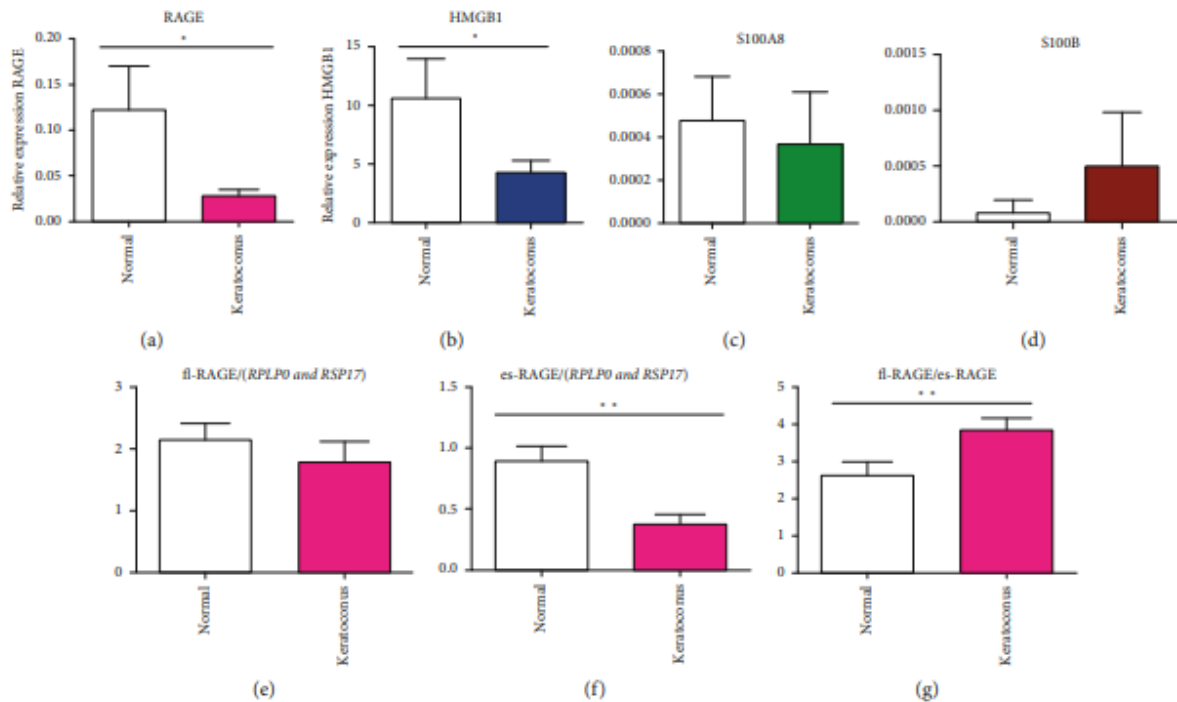 RAGE
*
Relative expression RAGE
0.20
0.15
0.10
0.05
0.00
Normal
Keratoconus
(a)
HMGB1
*
Relative expression HMGB1
15
10
5
0
Normal
Keratoconus
(b)
S100A8
0.0008
0.0006
0.0004
0.0002
0.0000
Normal
Keratoconus
(c)
S100B
0.0015
0.0010
0.0005
0.0000
Normal
Keratoconus
(d)
fl-RAGE/(RPLP0 and RSP17)
3
2
1
0
Normal
Keratoconus
(e)
es-RAGE/(RPLP0 and RSP17)
* *
1.5
1.0
0.5
0.0
Normal
Keratoconus
(f)
fl-RAGE/es-RAGE
* *
5
4
3
2
1
0
Normal
Keratoconus
(g)